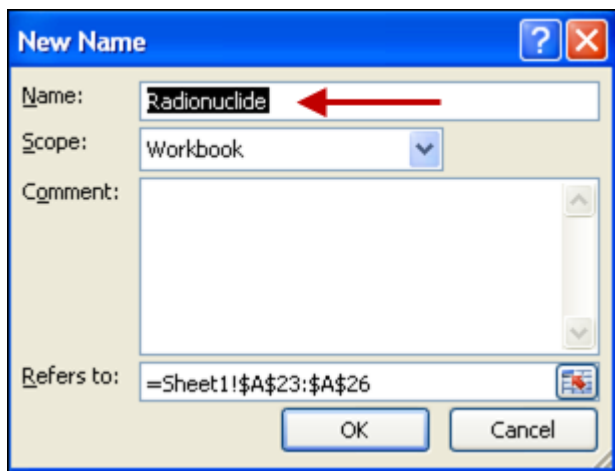 New Name
Name: Radionuclide
Scope: Workbook
Comment:
Refers to: =Sheet1!$A$23:$A$26
OK Cancel